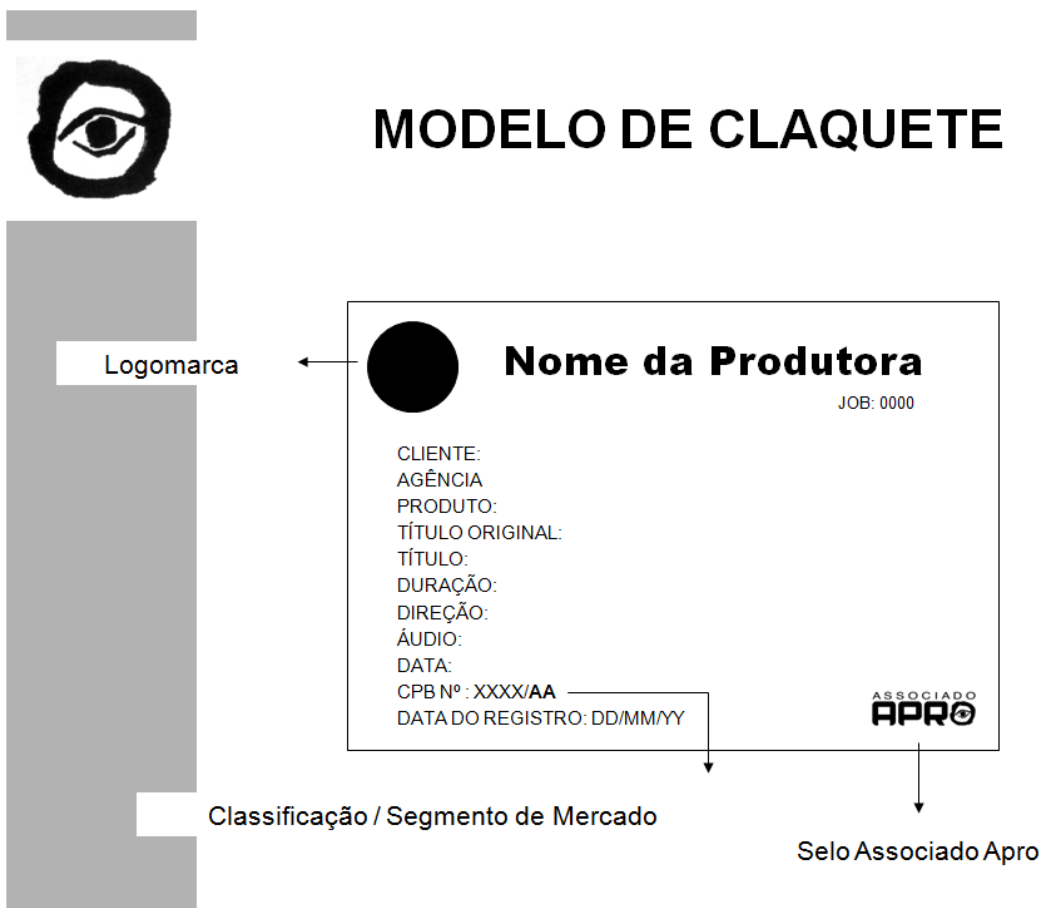 MODELO DE CLAQUETE
Logomarca
Nome da Produtora
JOB: 0000
CLIENTE:
AGÊNCIA
PRODUTO:
TÍTULO ORIGINAL:
TÍTULO:
DURAÇÃO:
DIREÇÃO:
ÁUDIO:
DATA:
CPB Nº : XXXX/AA
DATA DO REGISTRO: DD/MM/YY
ASSOCIADO
APRO
Classificação / Segmento de Mercado
Selo Associado Apro